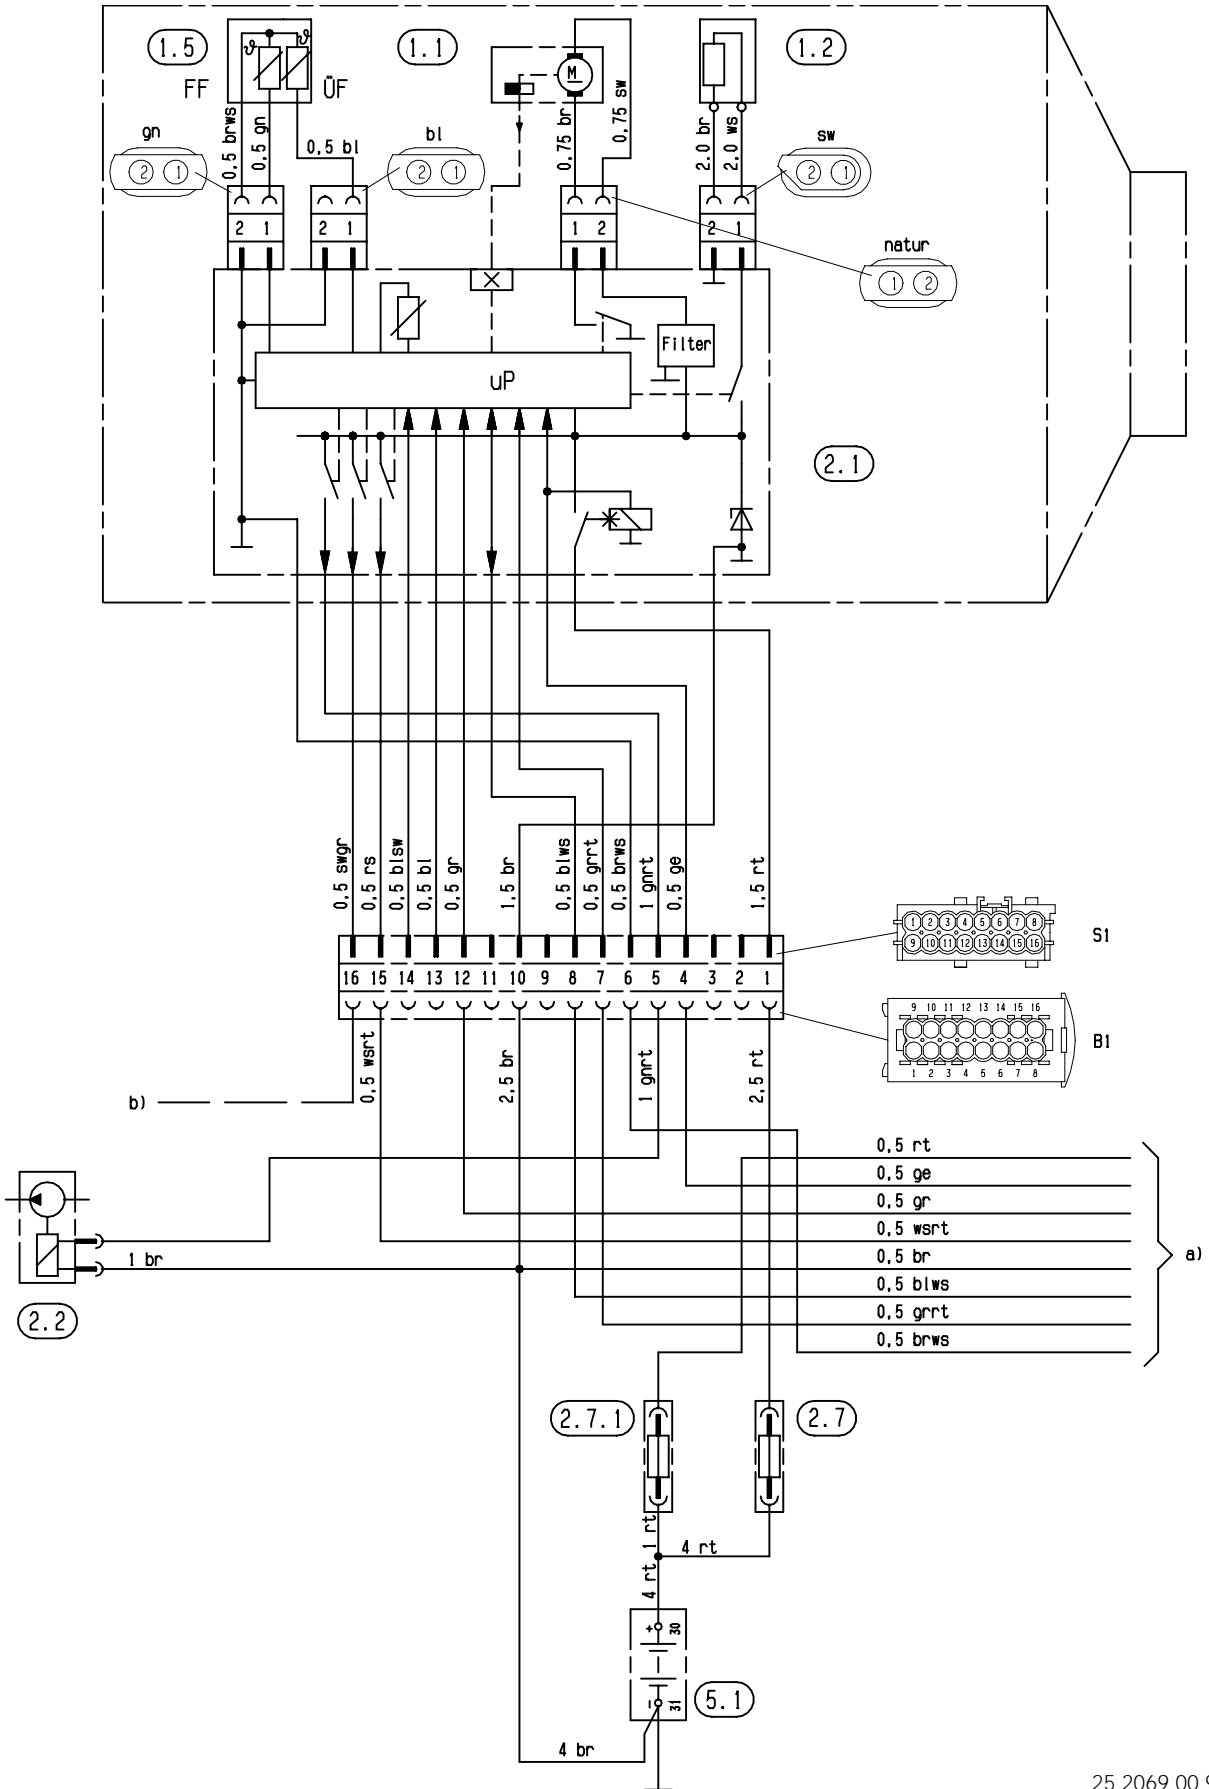 1.5
1.1
1.2
ϑ
ϑ
M
FF
ÜF
0,5 brws
0,5 gn
0,5 bl
0,75 br
0,75 sw
2.0 br
2,0 ws
gn
2 1
bl
2 1
sw
2 1
2 1
2 1
1 2
2 1
natur
1 2
Filter
uP
2.1
0,5 swgr
0,5 rs
0,5 blsw
0,5 bl
0,5 gr
1,5 br
0,5 blws
0,5 grrt
0,5 brws
1 gnrt
0,5 ge
1,5 rt
1 2 3 4 5 6 7 8
9 10 11 12 13 14 15 16
S1
16 15 14 13 12 11 10 9 8 7 6 5 4 3 2 1
9 10 11 12 13 14 15 16
B1
1 2 3 4 5 6 7 8
0,5 wsrt
2,5 br
1 gnrt
2,5 rt
b)
0,5 rt
0,5 ge
0,5 gr
0,5 wsrt
0,5 br
0,5 blws
0,5 grrt
0,5 brws
a)
1 br
2.2
2.7.1
2.7
1 rt
4 rt
4 rt
+ 30
– 31
5.1
4 br
25 2069 00 9